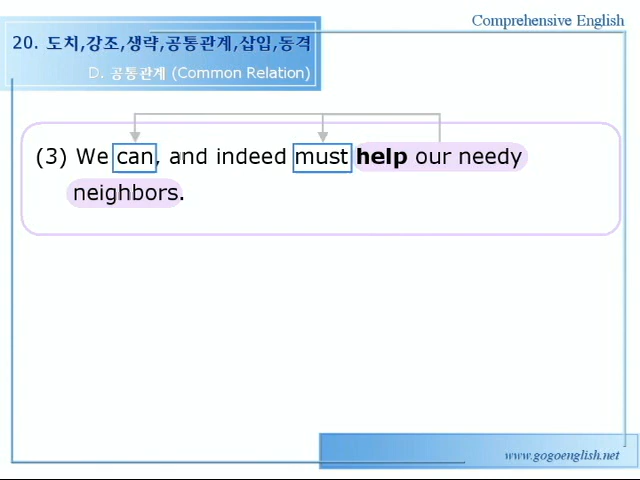 Comprehensive English
20. 도치,강조,생략,공통관계,삽입,동격
D. 공통관계 (Common Relation)
(3) We can, and indeed must help our needy
neighbors.
www.gogoenglish.net